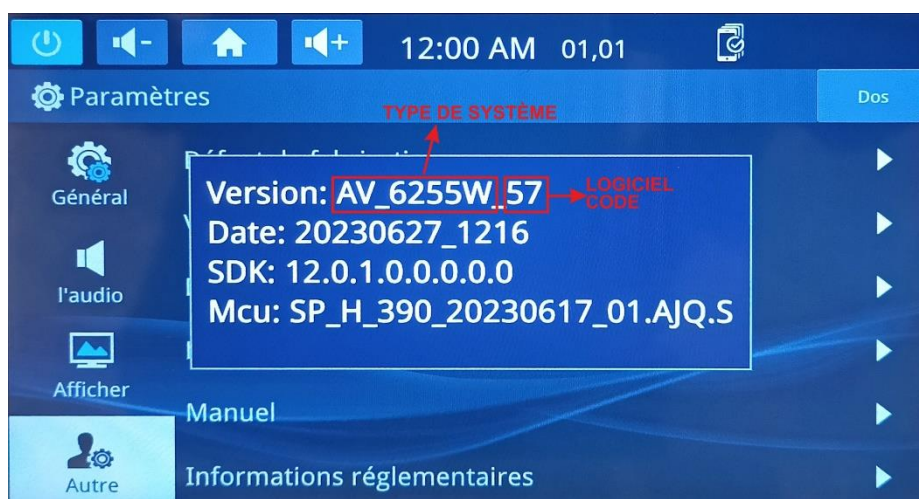 12:00 AM 01,01
Paramètres
Dos
TYPE DE SYSTÈME
Général
Version: AV_6255W_57
LOGICIEL
CODE
Date: 20230627_1216
SDK: 12.0.1.0.0.0.0.0
Mcu: SP_H_390_20230617_01.AJQ.S
l'audio
Afficher
Manuel
Autre
Informations réglementaires